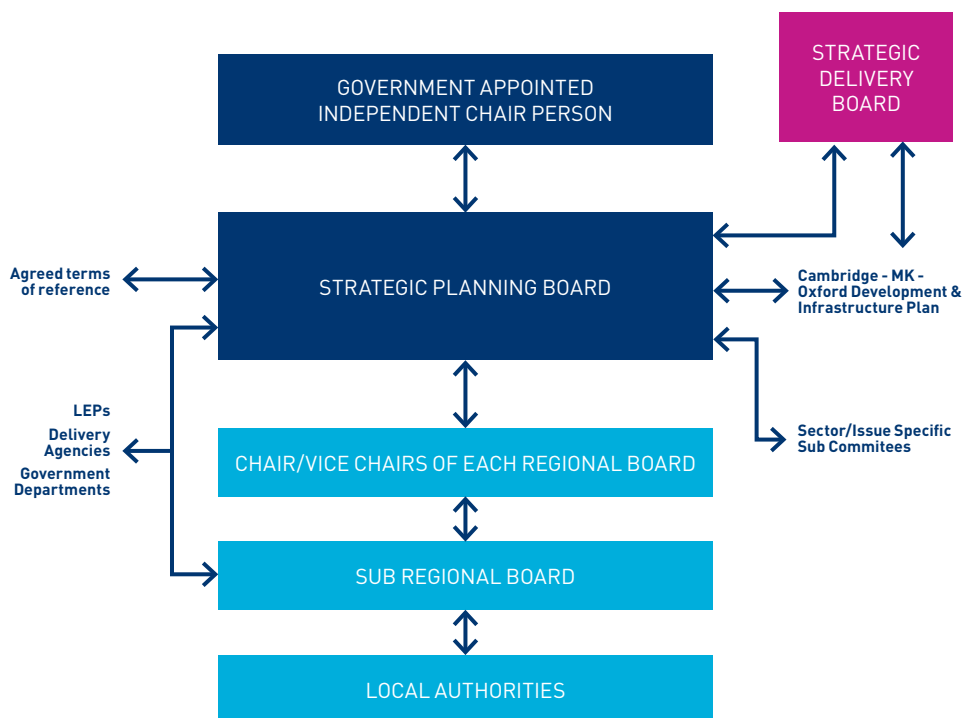 GOVERNMENT APPOINTED
INDEPENDENT CHAIR PERSON
STRATEGIC
DELIVERY
BOARD
Agreed terms
of reference
STRATEGIC PLANNING BOARD
Cambridge - MK -
Oxford Development &
Infrastructure Plan
LEPs
Delivery
Agencies
Government
Departments
CHAIR/VICE CHAIRS OF EACH REGIONAL BOARD
Sector/Issue Specific
Sub Commitees
SUB REGIONAL BOARD
LOCAL AUTHORITIES